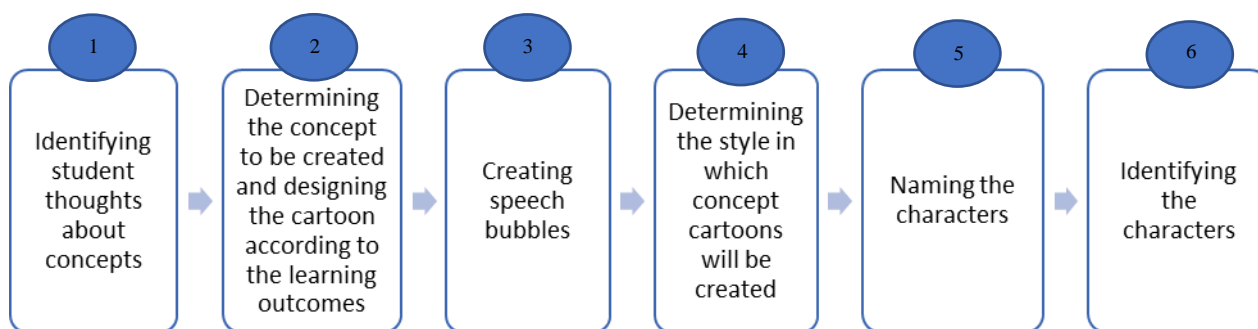 1
Identifying
student
thoughts
about
concepts
2
Determining
the concept
to be created
and designing
the cartoon
according to
the learning
outcomes
3
Creating
speech
bubbles
4
Determining
the style in
which
concept
cartoons
will be
created
5
Naming the
characters
6
Identifying
the
characters